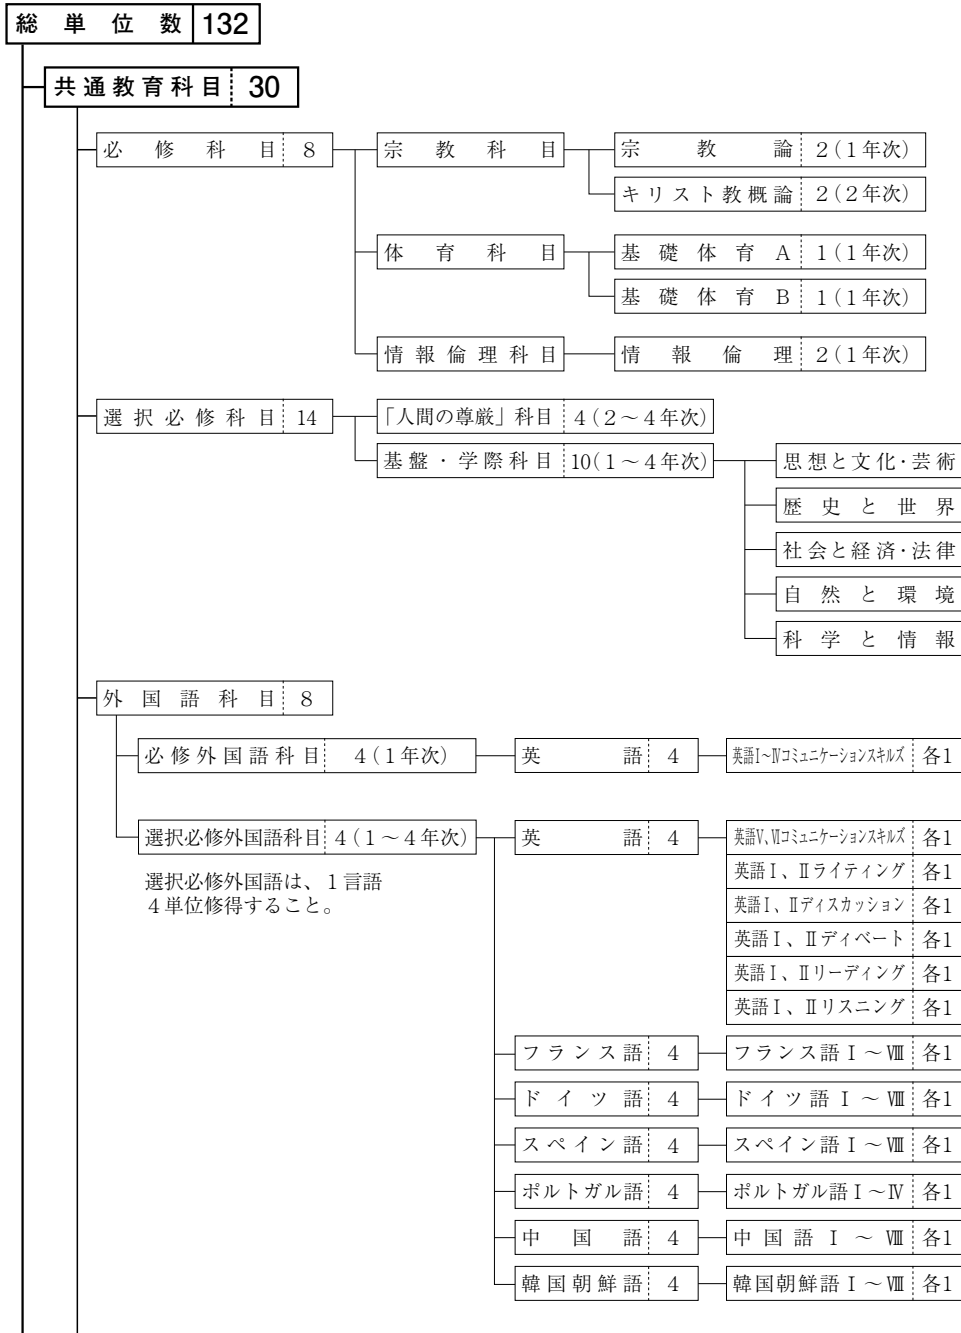 総単位数 132
共通教育科目 30
必修科目 8 宗教科目 宗教論 2(1年次)
キリスト教概論 2(2年次)
体育科目 基礎体育A 1(1年次)
基礎体育B 1(1年次)
情報倫理科目 情報倫理 2(1年次)
選択必修科目 14 「人間の尊厳」科目 4(2～4年次)
基盤・学際科目 10(1～4年次) 思想と文化・芸術
歴史と世界
社会と経済・法律
自然と環境
科学と情報
外国語科目 8
必修外国語科目 4(1年次) 英語 4 英語Ⅰ~Ⅳコミュニケーションスキルズ 各1
選択必修外国語科目 4(1～4年次) 英語 4 英語Ⅴ、Ⅵコミュニケーションスキルズ 各1
選択必修外国語は、1言語
4単位修得すること。
英語Ⅰ、Ⅱライティング 各1
英語Ⅰ、Ⅱディスカッション 各1
英語Ⅰ、Ⅱディベート 各1
英語Ⅰ、Ⅱリーディング 各1
英語Ⅰ、Ⅱリスニング 各1
フランス語 4 フランス語Ⅰ～Ⅷ 各1
ドイツ語 4 ドイツ語Ⅰ～Ⅷ 各1
スペイン語 4 スペイン語Ⅰ～Ⅷ 各1
ポルトガル語 4 ポルトガル語Ⅰ～Ⅳ 各1
中国語 4 中国語Ⅰ～Ⅷ 各1
韓国朝鮮語 4 韓国朝鮮語Ⅰ～Ⅷ 各1